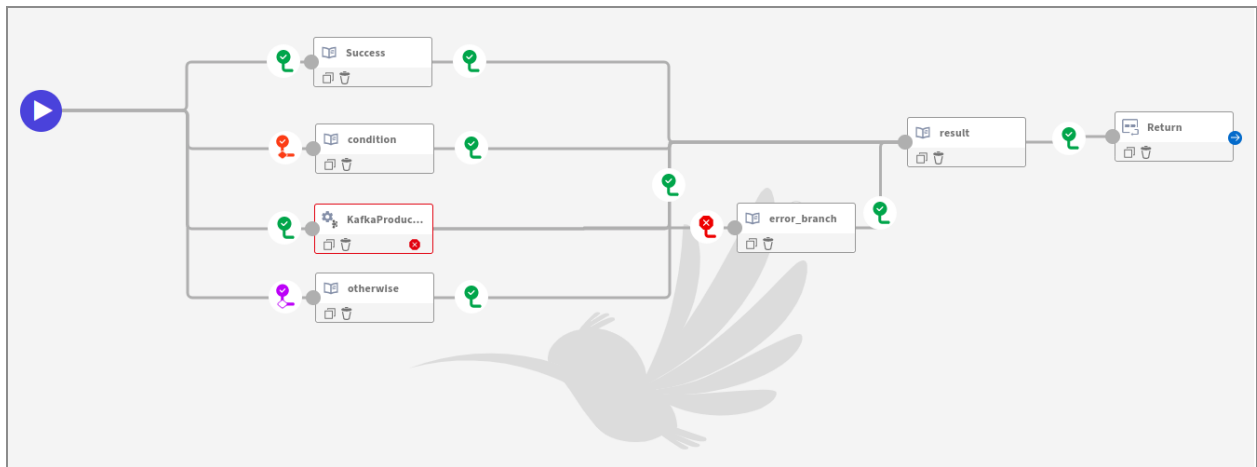 Success
condition
KafkaProduc...
otherwise
error_branch
result
Return